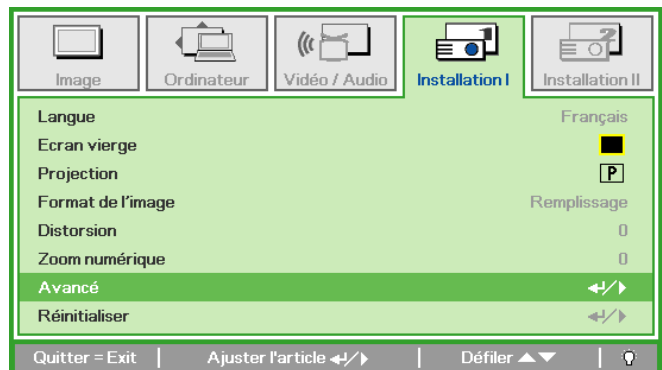 Image Ordinateur Vidéo / Audio Installation I Installation II
Langue Français
Ecran vierge
Projection P
Format de l'image Remplissage
Distorsion 0
Zoom numérique 0
Avancé
Réinitialiser
Quitter = Exit | Ajuster l'article / | Défiler |